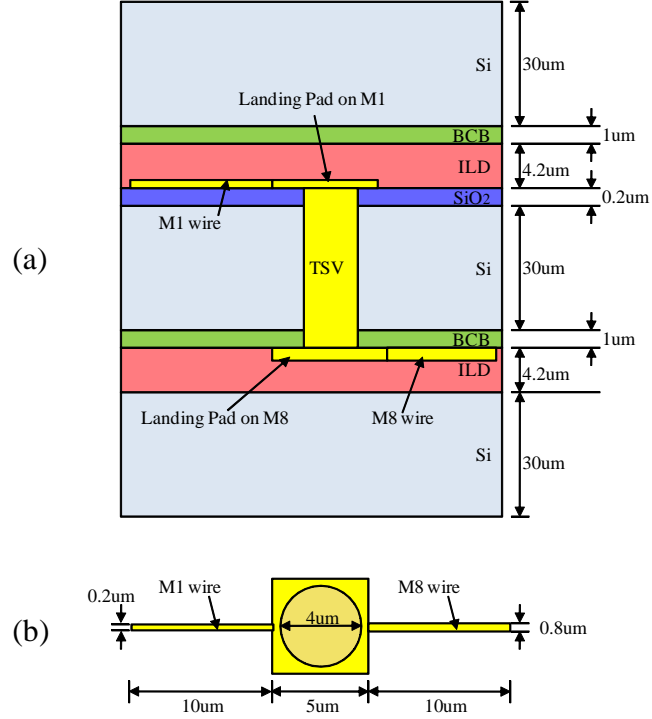 Si
30um
Landing Pad on M1
BCB
1um
ILD
4.2um
M1 wire
SiO2
0.2um
(a)
TSV
Si
30um
BCB
1um
ILD
4.2um
Landing Pad on M8
M8 wire
Si
30um
(b)
M1 wire
M8 wire
0.2um
4um
0.8um
10um
5um
10um